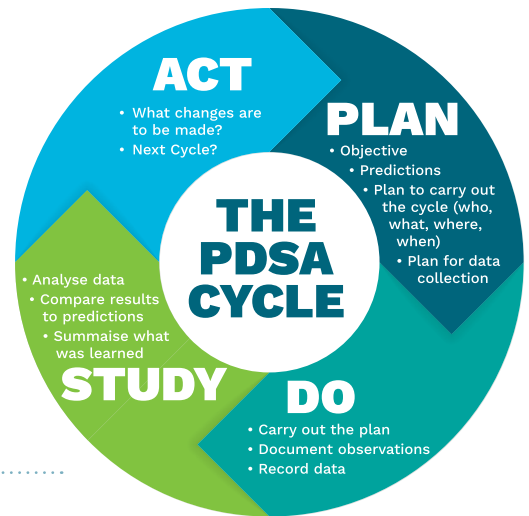 THE
PDSA
CYCLE
PLAN
• Objective
• Predictions
• Plan to carry out
the cycle (who,
what, where,
when)
• Plan for data
collection
DO
• Carry out the plan
• Document observations
• Record data
STUDY
• Analyse data
• Compare results
to predictions
• Summaise what
was learned
ACT
• What changes are
to be made?
• Next Cycle?